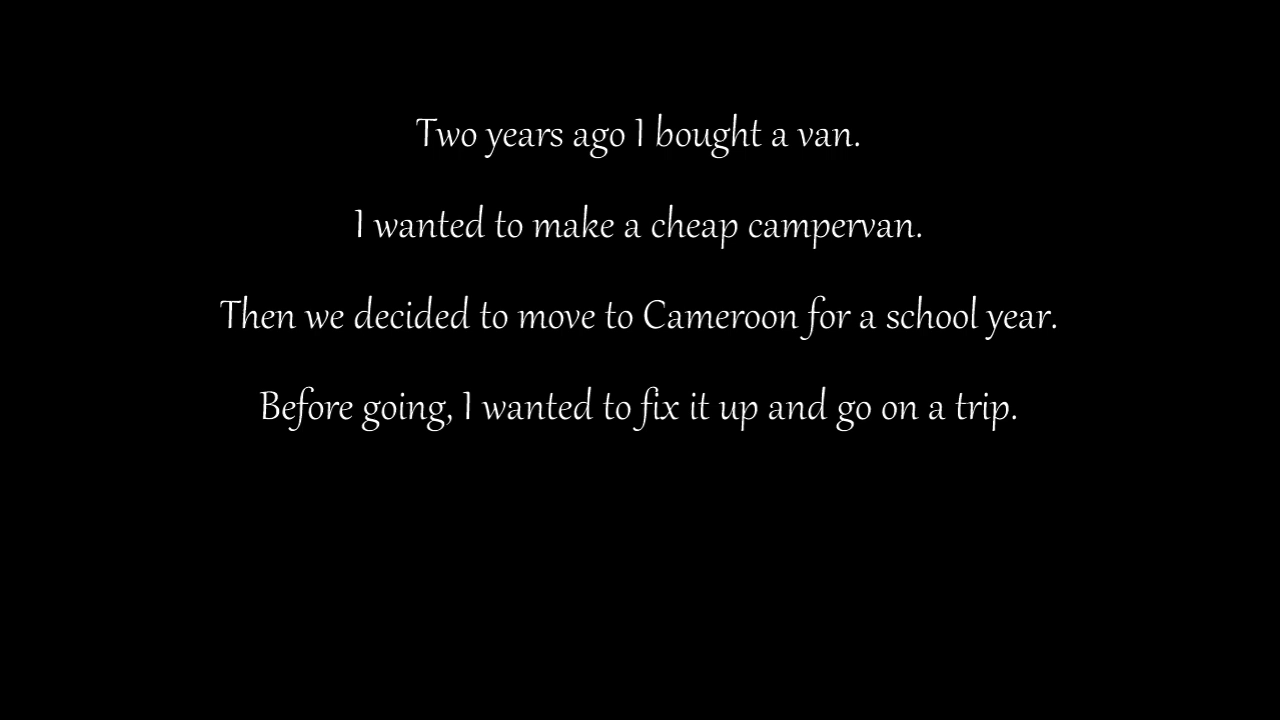 Two years ago I bought a van.
I wanted to make a cheap campervan.
Then we decided to move to Cameroon for a school year.
Before going, I wanted to fix it up and go on a trip.